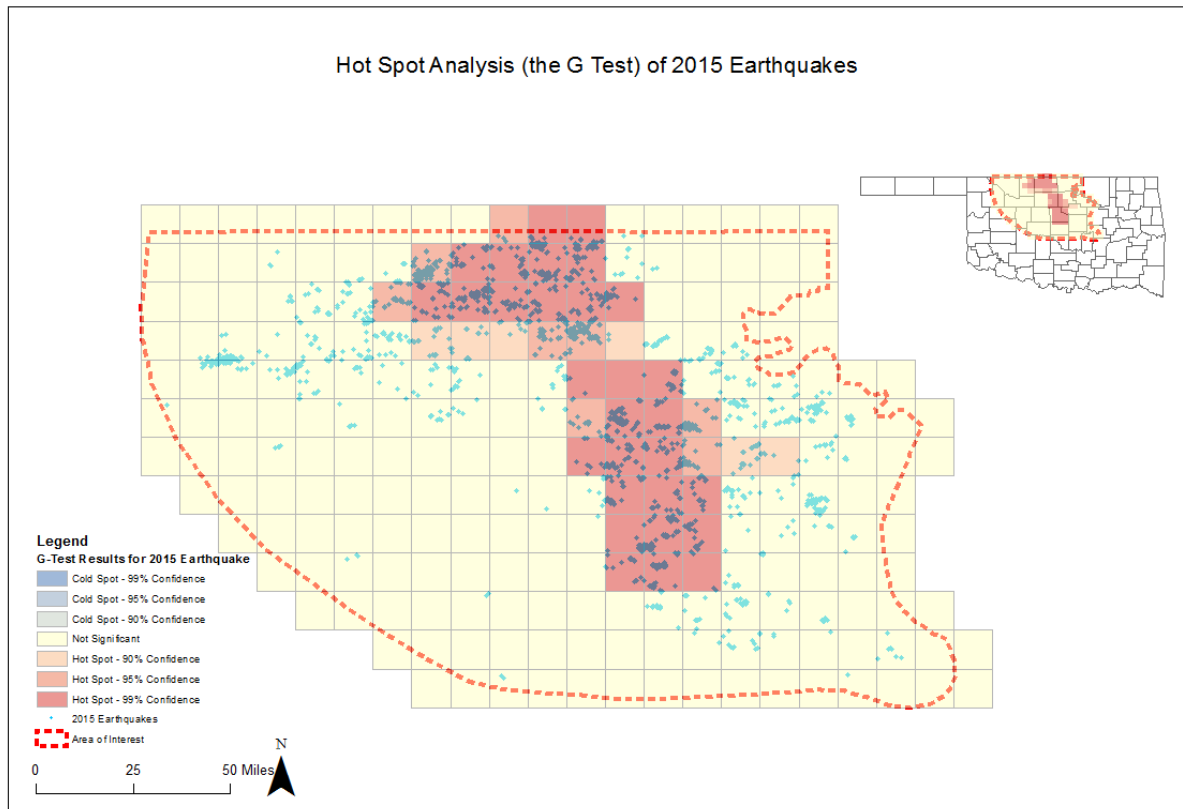 Hot Spot Analysis (the G Test) of 2015 Earthquakes
Legend
G-Test Results for 2015 Earthquake
Cold Spot - 99% Confidence
Cold Spot - 95% Confidence
Cold Spot - 90% Confidence
Not Significant
Hot Spot - 90% Confidence
Hot Spot - 95% Confidence
Hot Spot - 99% Confidence
2015 Earthquakes
Area of Interest
N
0 25 50 Miles